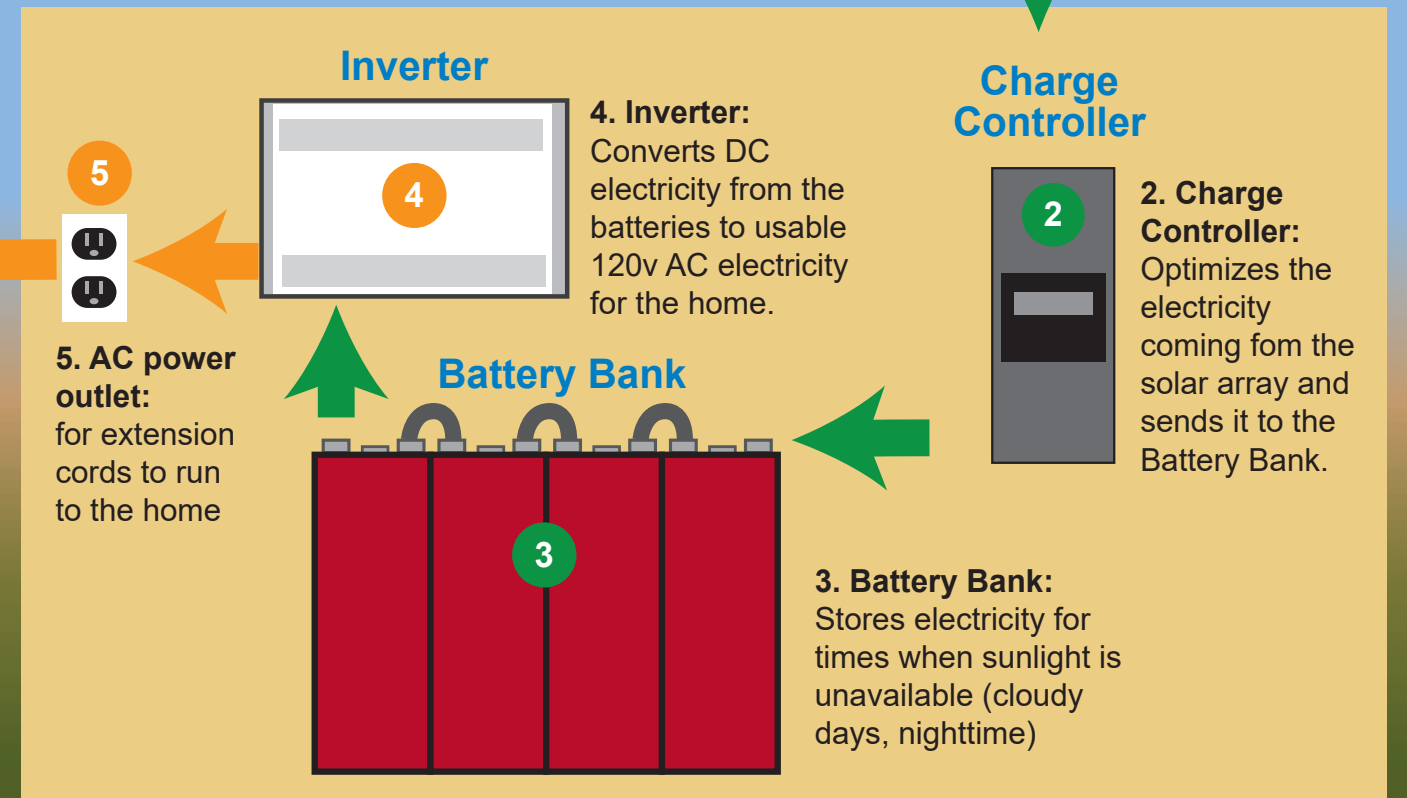 Inverter
4
4. Inverter:
Converts DC
electricity from the
batteries to usable
120v AC electricity
for the home.
Charge
Controller
2
2. Charge
Controller:
Optimizes the
electricity
coming fom the
solar array and
sends it to the
Battery Bank.
5
5. AC power
outlet:
for extension
cords to run
to the home
Battery Bank
3
3. Battery Bank:
Stores electricity for
times when sunlight is
unavailable (cloudy
days, nighttime)